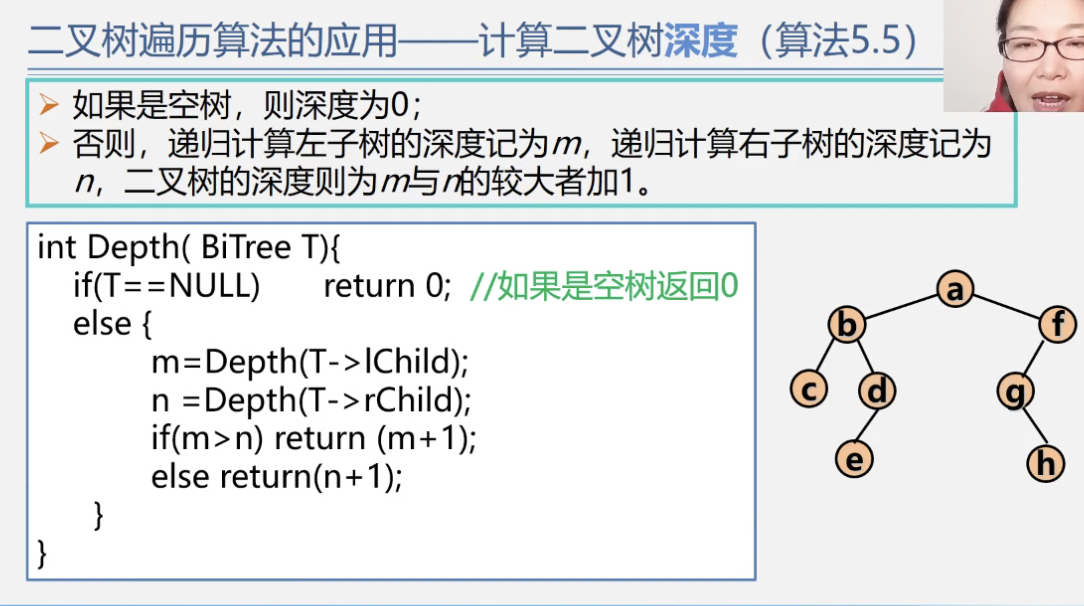 二叉树遍历算法的应用——计算二叉树深度（算法5.5）
➢ 如果是空树，则深度为0；
➢ 否则，递归计算左子树的深度记为m，递归计算右子树的深度记为
n，二叉树的深度则为m与n的较大者加1。
int Depth( BiTree T){
if(T==NULL) return 0; //如果是空树返回0
else {
m=Depth(T->lChild);
n =Depth(T->rChild);
if(m>n) return (m+1);
else return(n+1);
}
}
a
b f
c d g
e h